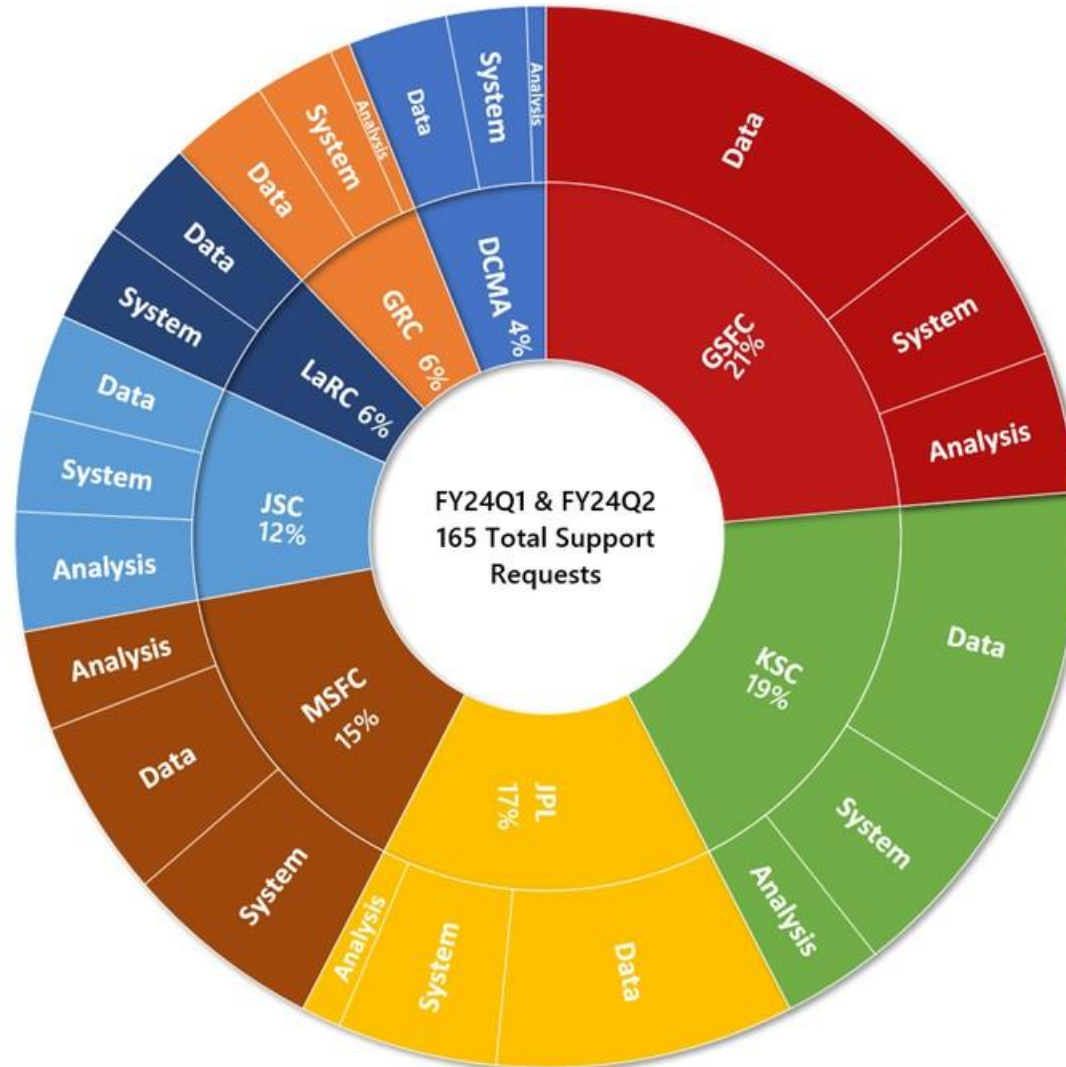 FY24Q1 & FY24Q2
165 Total Support
Requests
GSFC
21%
Data
System
Analysis
KSC
19%
Data
System
Analysis
JPL
17%
Data
System
Analysis
MSFC
15%
System
Data
Analysis
JSC
12%
Analysis
System
Data
LaRC 6%
System
Data
GRC 6%
Data
System
Analysis
DCMA 4%
Data
System
Analysis